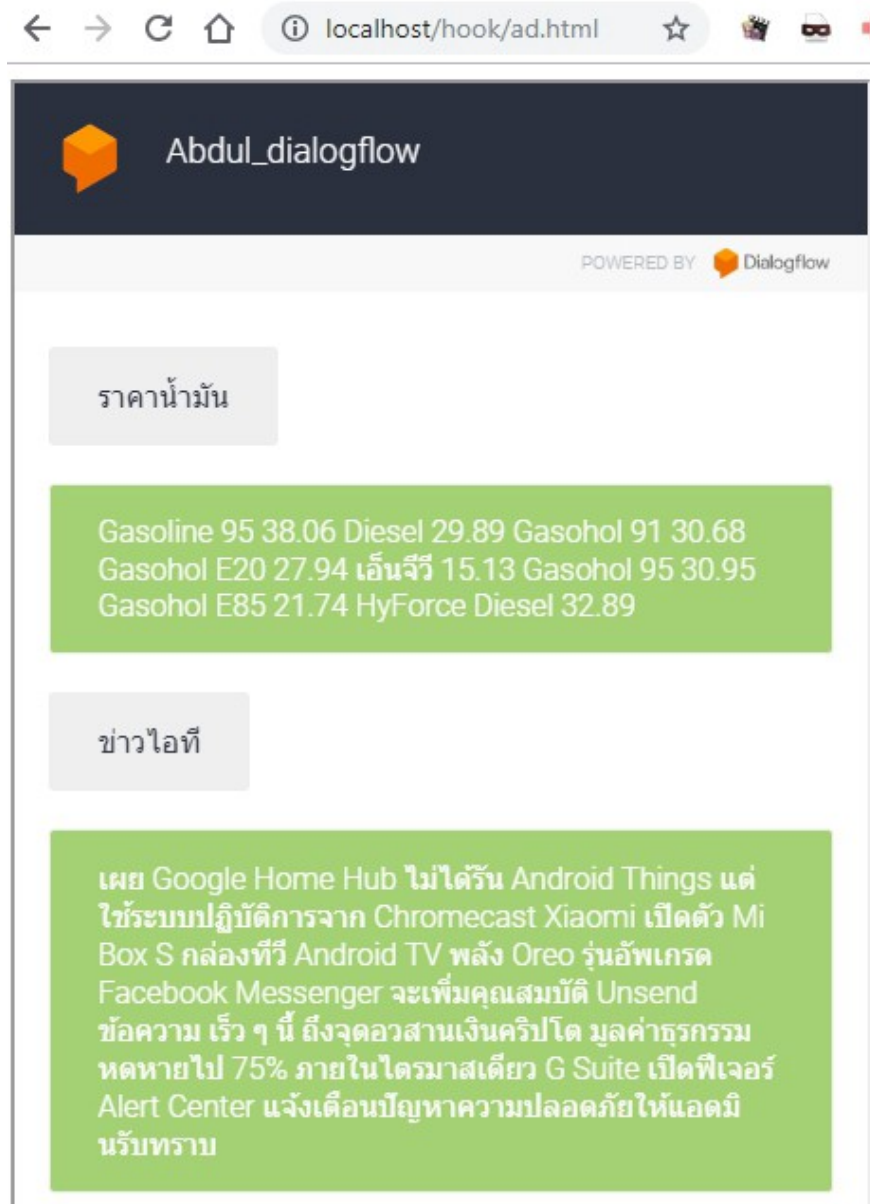 localhost/hook/ad.html
Abdul_dialogflow
POWERED BY Dialogflow
ราคาน้ำมัน
Gasoline 95 38.06 Diesel 29.89 Gasohol 91 30.68
Gasohol E20 27.94 เอ็นจีวี 15.13 Gasohol 95 30.95
Gasohol E85 21.74 HyForce Diesel 32.89
ข่าวไอที
เผย Google Home Hub ไม่ได้รัน Android Things แต่
ใช้ระบบปฏิบัติการจาก Chromecast Xiaomi เปิดตัว Mi
Box S กล่องทีวี Android TV พลัง Oreo รุ่นอัพเกรด
Facebook Messenger จะเพิ่มคุณสมบัติ Unsend
ข้อความ เร็ว ๆ นี้ ถึงจุดอวสานเงินคริปโต มูลค่าธุรกรรม
หดหายไป 75% ภายในไตรมาสเดียว G Suite เปิดฟีเจอร์
Alert Center แจ้งเตือนปัญหาความปลอดภัยให้แอดมิ
นรับทราบ